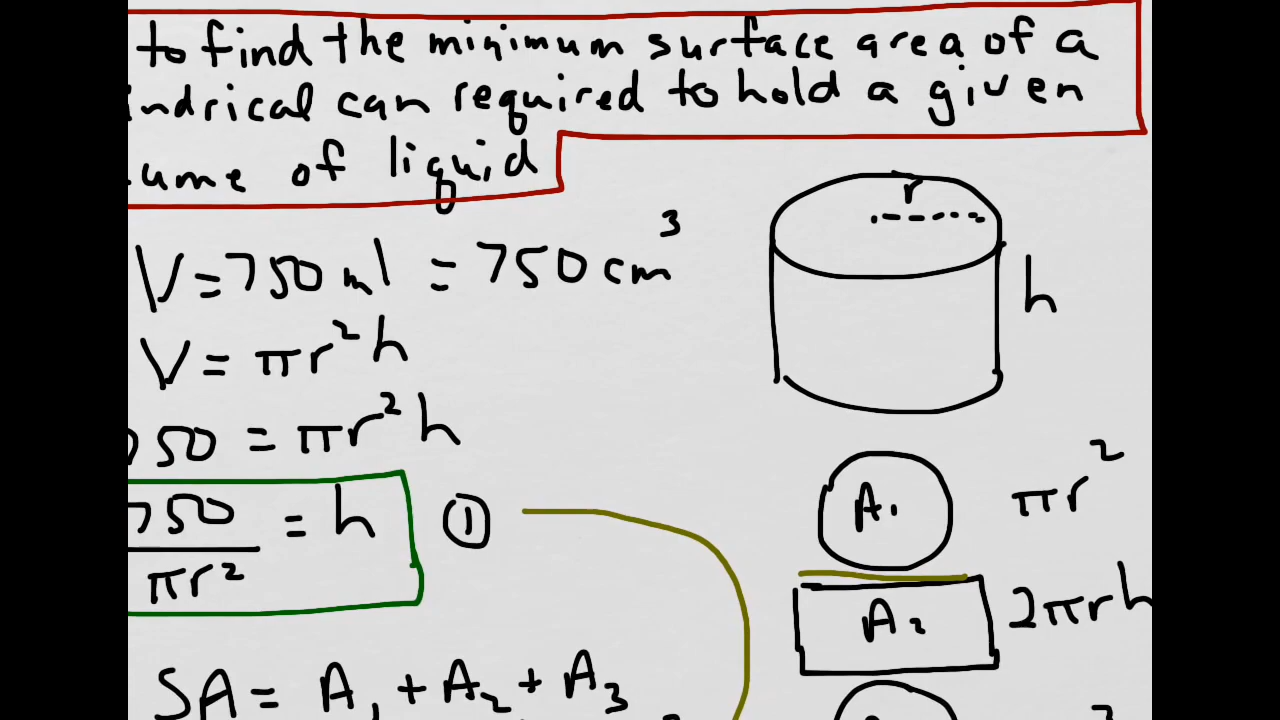 to find the minimum surface area of a
indrical can required to hold a given
ume of liquid
r
V = 750 ml = 750 cm³
h
V = πr²h
750 = πr²h
A₁ πr²
750 = h ①
πr²
A₂ 2πrh
SA = A₁ + A₂ + A₃